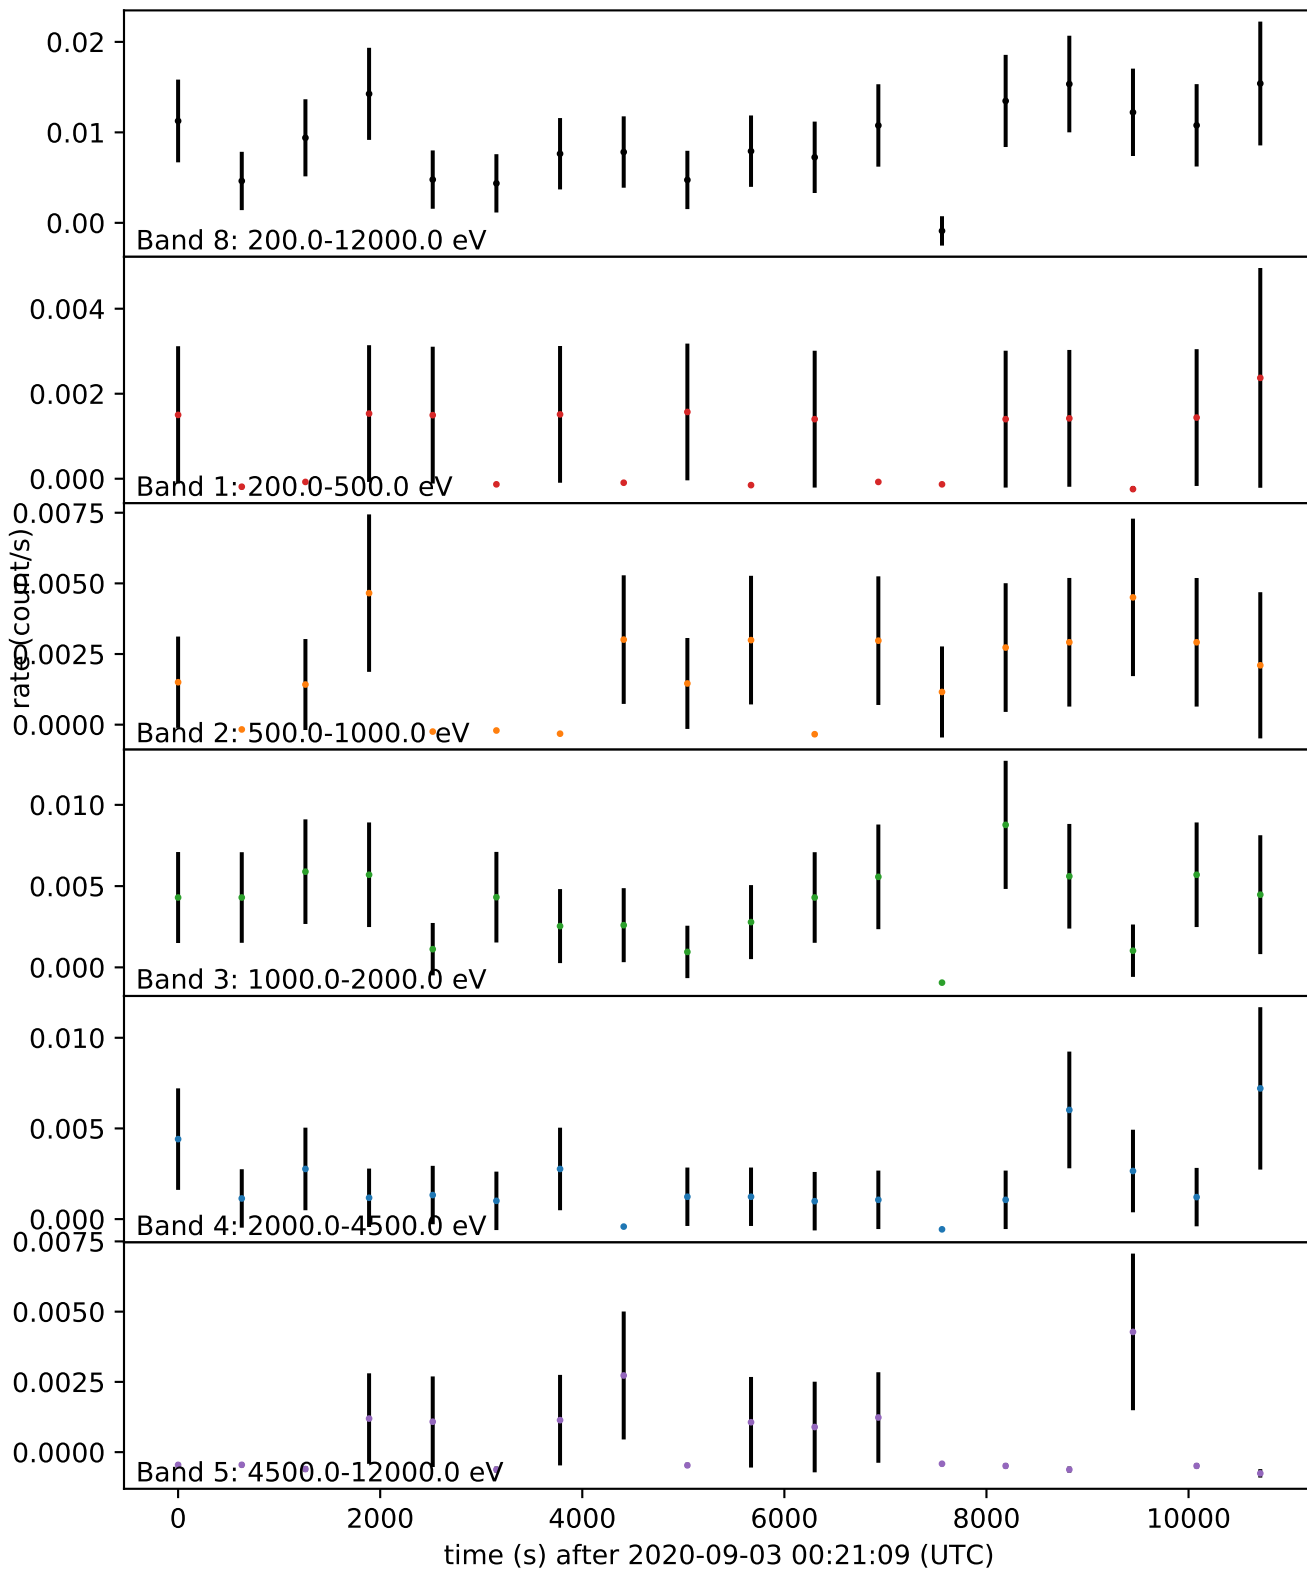 0.02
0.01
0.00
Band 8: 200.0-12000.0 eV
0.004
0.002
0.000
Band 1: 200.0-500.0 eV
rate (count/s)
0.0075
0.0050
0.0025
0.0000
Band 2: 500.0-1000.0 eV
0.010
0.005
0.000
Band 3: 1000.0-2000.0 eV
0.010
0.005
0.000
Band 4: 2000.0-4500.0 eV
0.0075
0.0050
0.0025
0.0000
Band 5: 4500.0-12000.0 eV
0 2000 4000 6000 8000 10000
time (s) after 2020-09-03 00:21:09 (UTC)